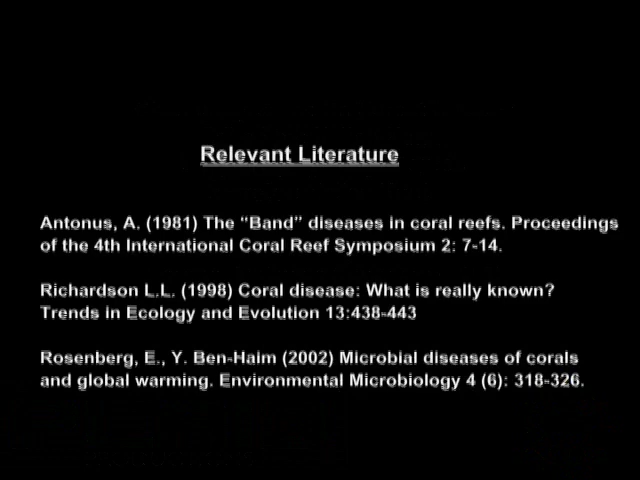 Relevant Literature
Antonus, A. (1981) The “Band” diseases in coral reefs. Proceedings
of the 4th International Coral Reef Symposium 2: 7-14.
Richardson L.L. (1998) Coral disease: What is really known?
Trends in Ecology and Evolution 13:438-443
Rosenberg, E., Y. Ben-Haim (2002) Microbial diseases of corals
and global warming. Environmental Microbiology 4 (6): 318-326.